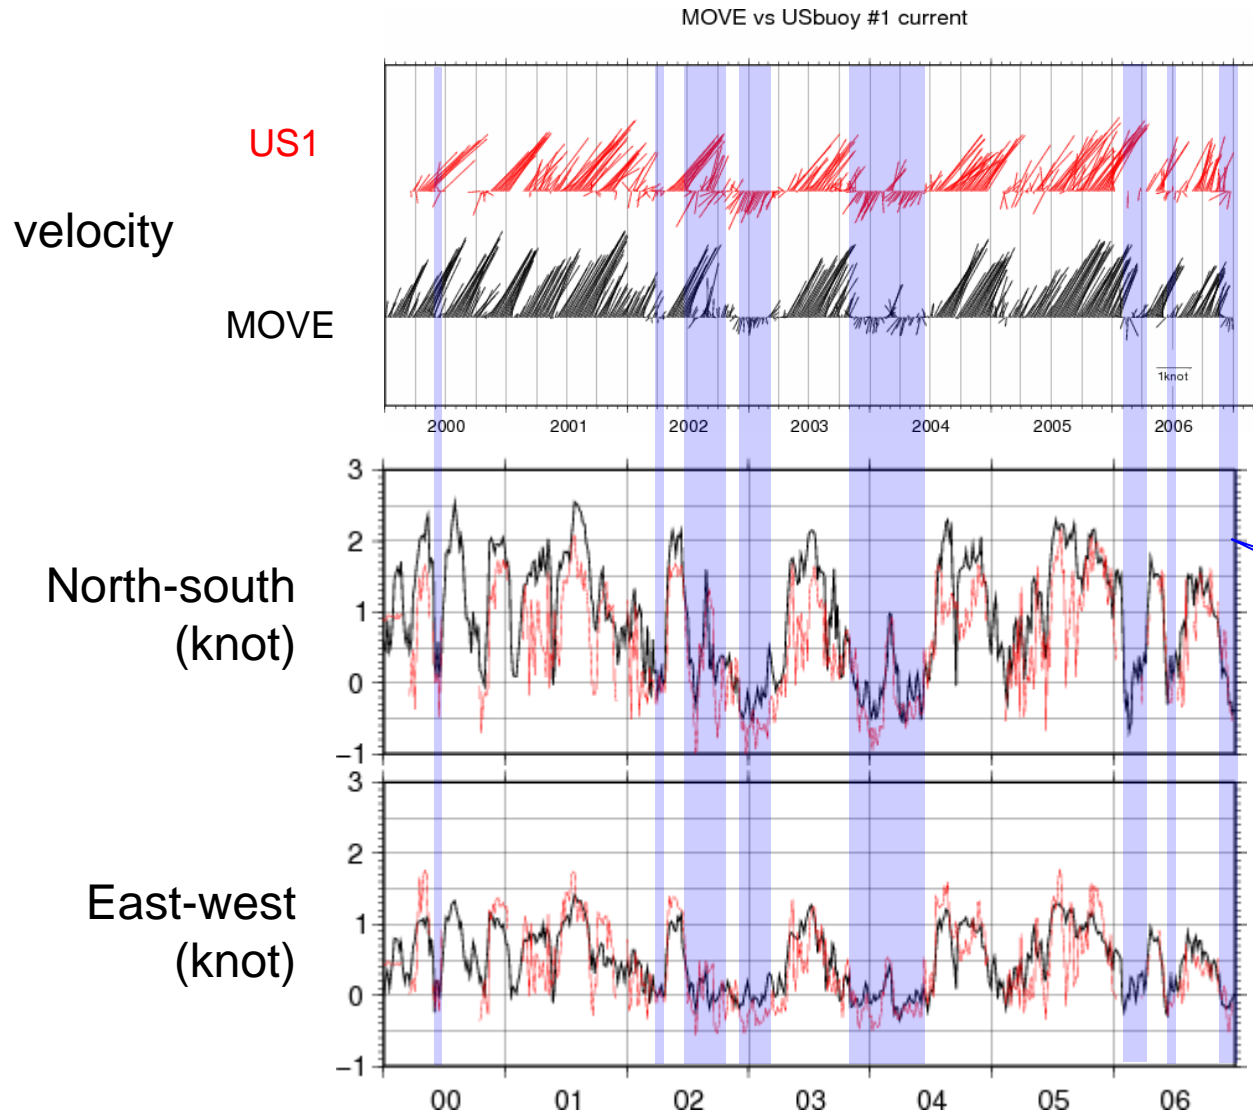 MOVE vs USbuoy #1 current
US1
velocity
MOVE
1knot
2000 2001 2002 2003 2004 2005 2006
3
2
1
0
−1
North-south
(knot)
3
2
1
0
−1
East-west
(knot)
00 01 02 03 04 05 06